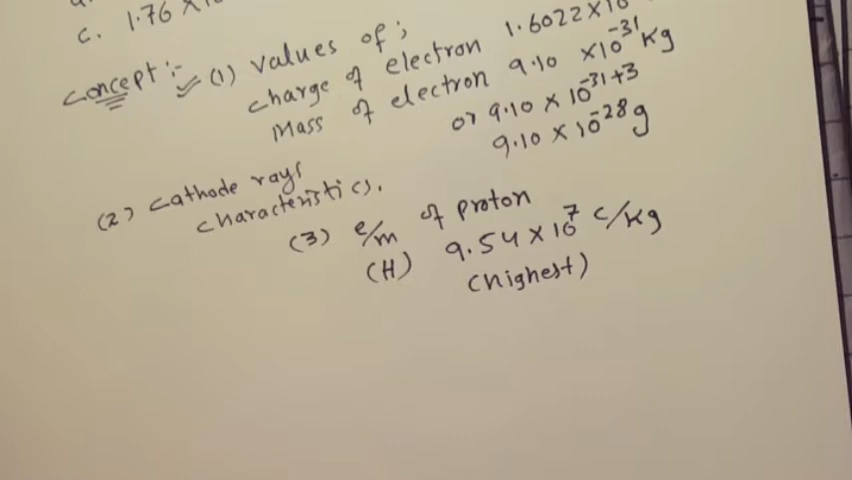 c. 1.76 × 10
Concept :- (1) values of ;
charge of electron 1.6022 × 10
Mass of electron 9.10 × 10⁻³¹ kg
or 9.10 × 10⁻³¹⁺³
9.10 × 10⁻²⁸ g
(2) cathode rays
characteristics.
(3) e/m of proton
(H) 9.54 × 10⁷ c/kg
(highest)